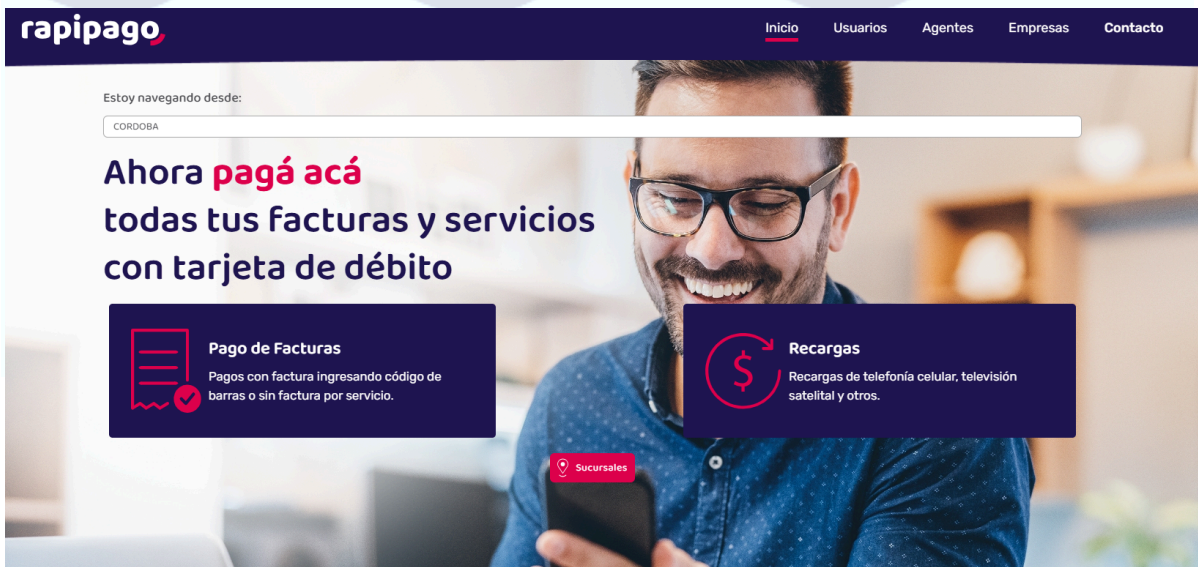 rapipago
Inicio Usuarios Agentes Empresas Contacto
Estoy navegando desde:
CORDOBA
Ahora pagá acá
todas tus facturas y servicios
con tarjeta de débito
Pago de Facturas
Pagos con factura ingresando código de
barras o sin factura por servicio.
Recargas
Recargas de telefonía celular, televisión
satelital y otros.
Sucursales